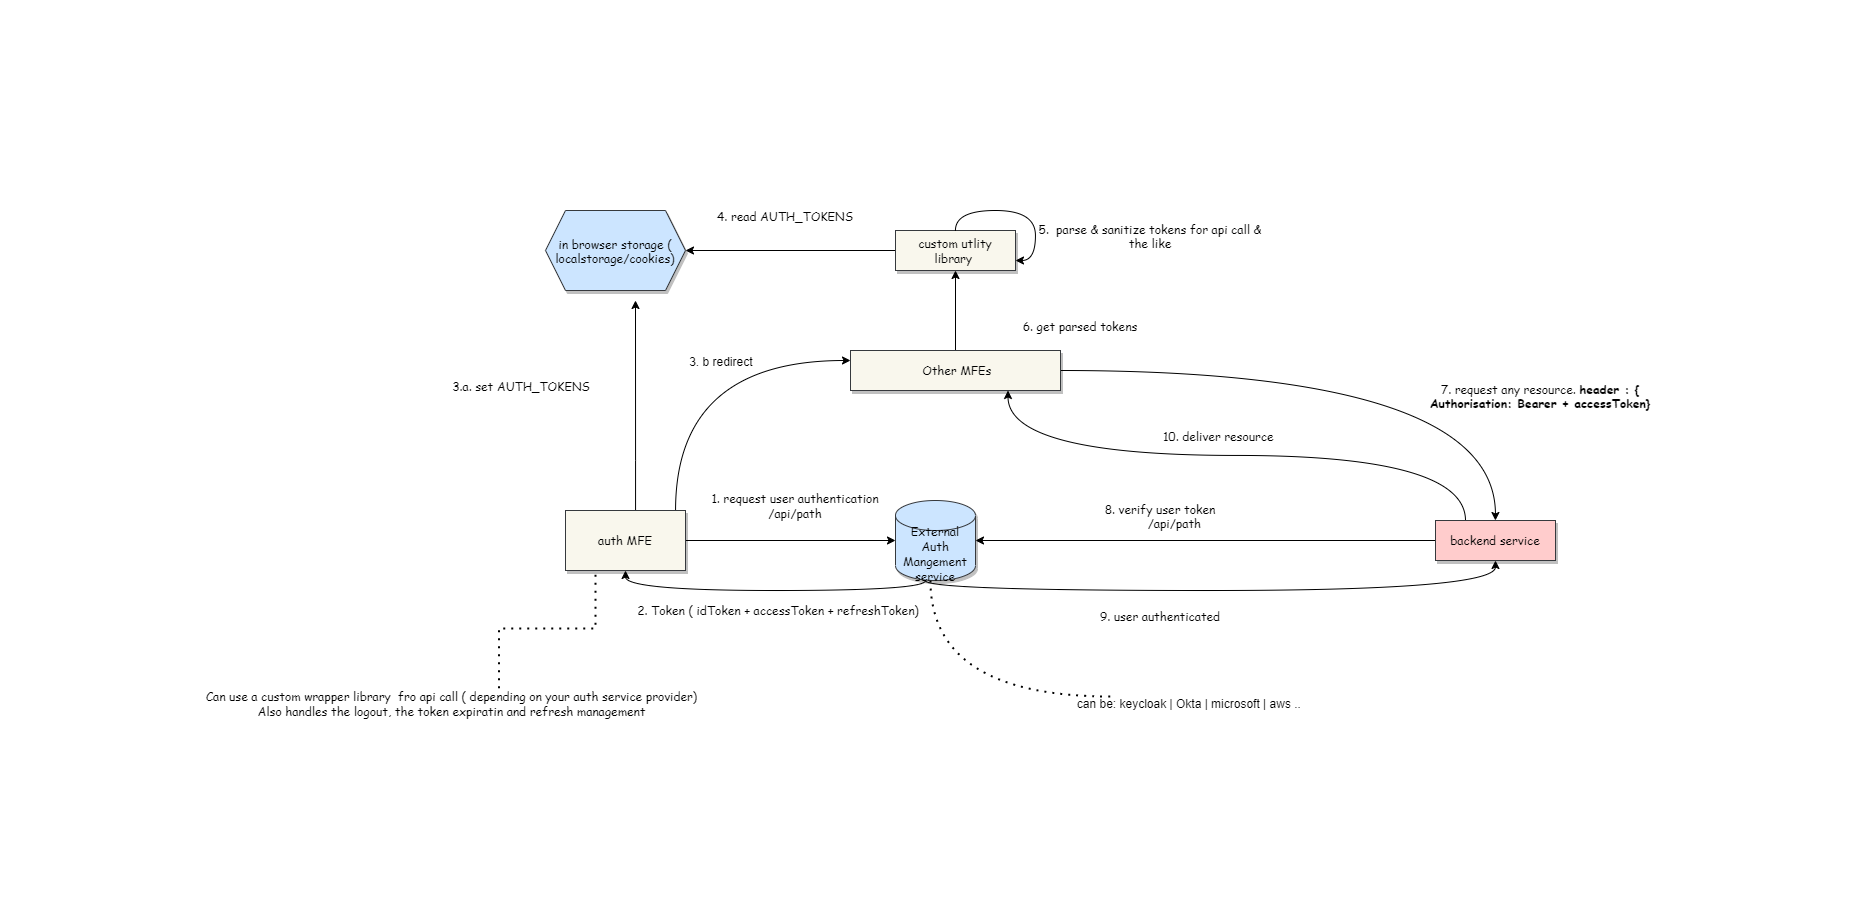 4. read AUTH_TOKENS
in browser storage (
localstorage/cookies)
custom utlity
library
5.  parse & sanitize tokens for api call &
the like
6. get parsed tokens
3. b redirect
Other MFEs
3.a. set AUTH_TOKENS
7. request any resource. header : {
Authorisation: Bearer + accessToken}
10. deliver resource
1. request user authentication
/api/path
8. verify user token
/api/path
auth MFE
External
Auth
Mangement
service
backend service
2. Token ( idToken + accessToken + refreshToken)
9. user authenticated
Can use a custom wrapper library  fro api call ( depending on your auth service provider)
Also handles the logout, the token expiratin and refresh management
can be: keycloak | Okta | microsoft | aws ..